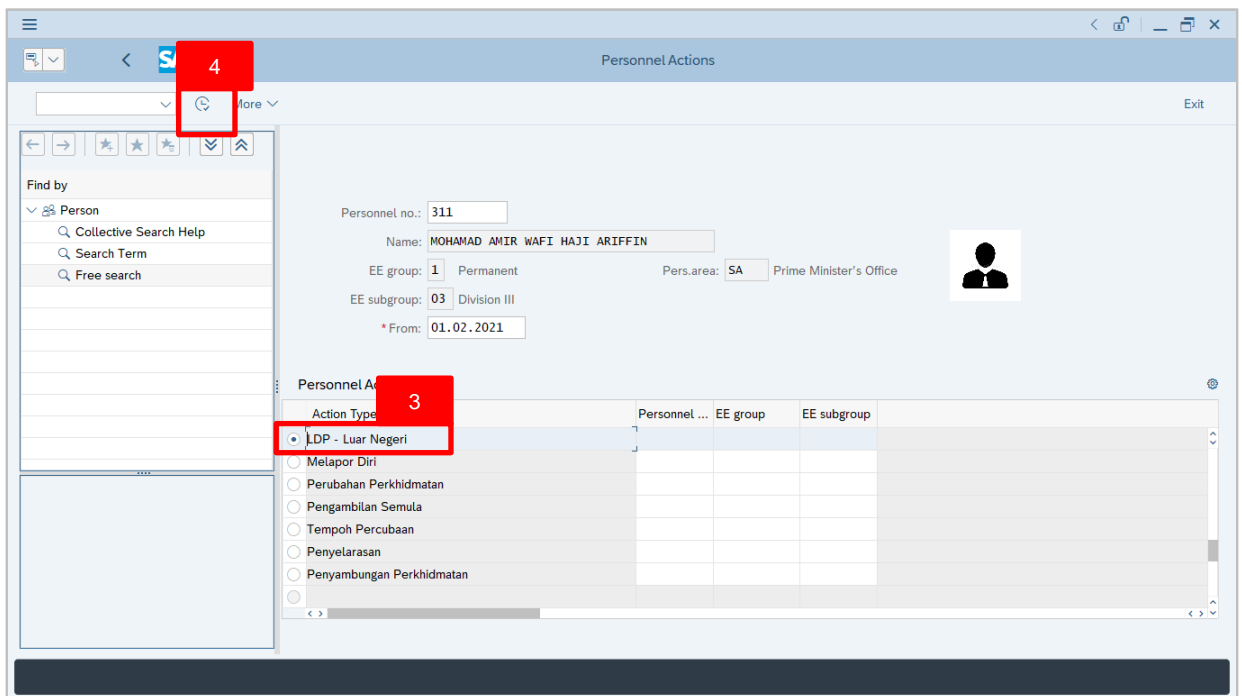 SA
Personnel Actions
4
More
Exit
Find by
Person
Collective Search Help
Search Term
Free search
Personnel no.: 311
Name: MOHAMAD AMIR WAFI HAJI ARIFFIN
EE group: 1 Permanent Pers.area: SA Prime Minister's Office
EE subgroup: 03 Division III
* From: 01.02.2021
Personnel A
3
Action Type Personnel ... EE group EE subgroup
LDP - Luar Negeri
Melapor Diri
Perubahan Perkhidmatan
Pengambilan Semula
Tempoh Percubaan
Penyelarasan
Penyambungan Perkhidmatan